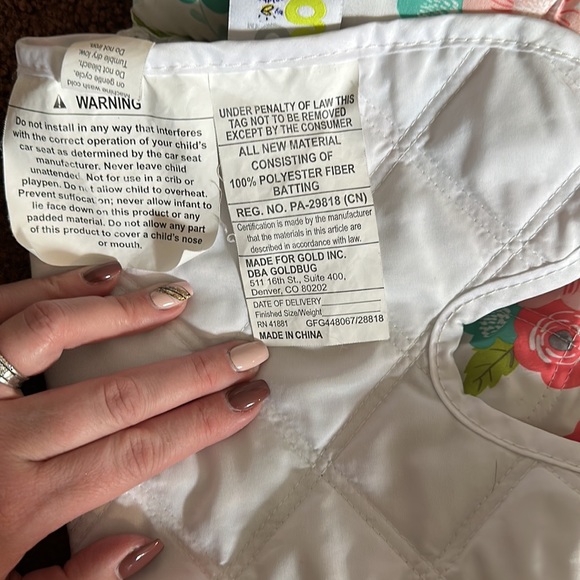 Machine wash cold
on gentle cycle.
Do not bleach.
Tumble dry low.
Do not iron.
WARNING
Do not install in any way that interferes
with the correct operation of your child's
car seat as determined by the car seat
manufacturer. Never leave child
unattended. Not for use in a crib or
playpen. Do not allow child to overheat.
Prevent suffocation; never allow infant to
lie face down on this product or any
padded material. Do not allow any part
of this product to cover a child's nose
or mouth.
UNDER PENALTY OF LAW THIS
TAG NOT TO BE REMOVED
EXCEPT BY THE CONSUMER
ALL NEW MATERIAL
CONSISTING OF
100% POLYESTER FIBER
BATTING
REG. NO. PA-29818 (CN)
Certification is made by the manufacturer
that the materials in this article are
described in accordance with law.
MADE FOR GOLD INC.
DBA GOLDBUG
511 16th St., Suite 400,
Denver, CO 80202
DATE OF DELIVERY
Finished Size/Weight
RN 41881 GFG448067/28818
MADE IN CHINA